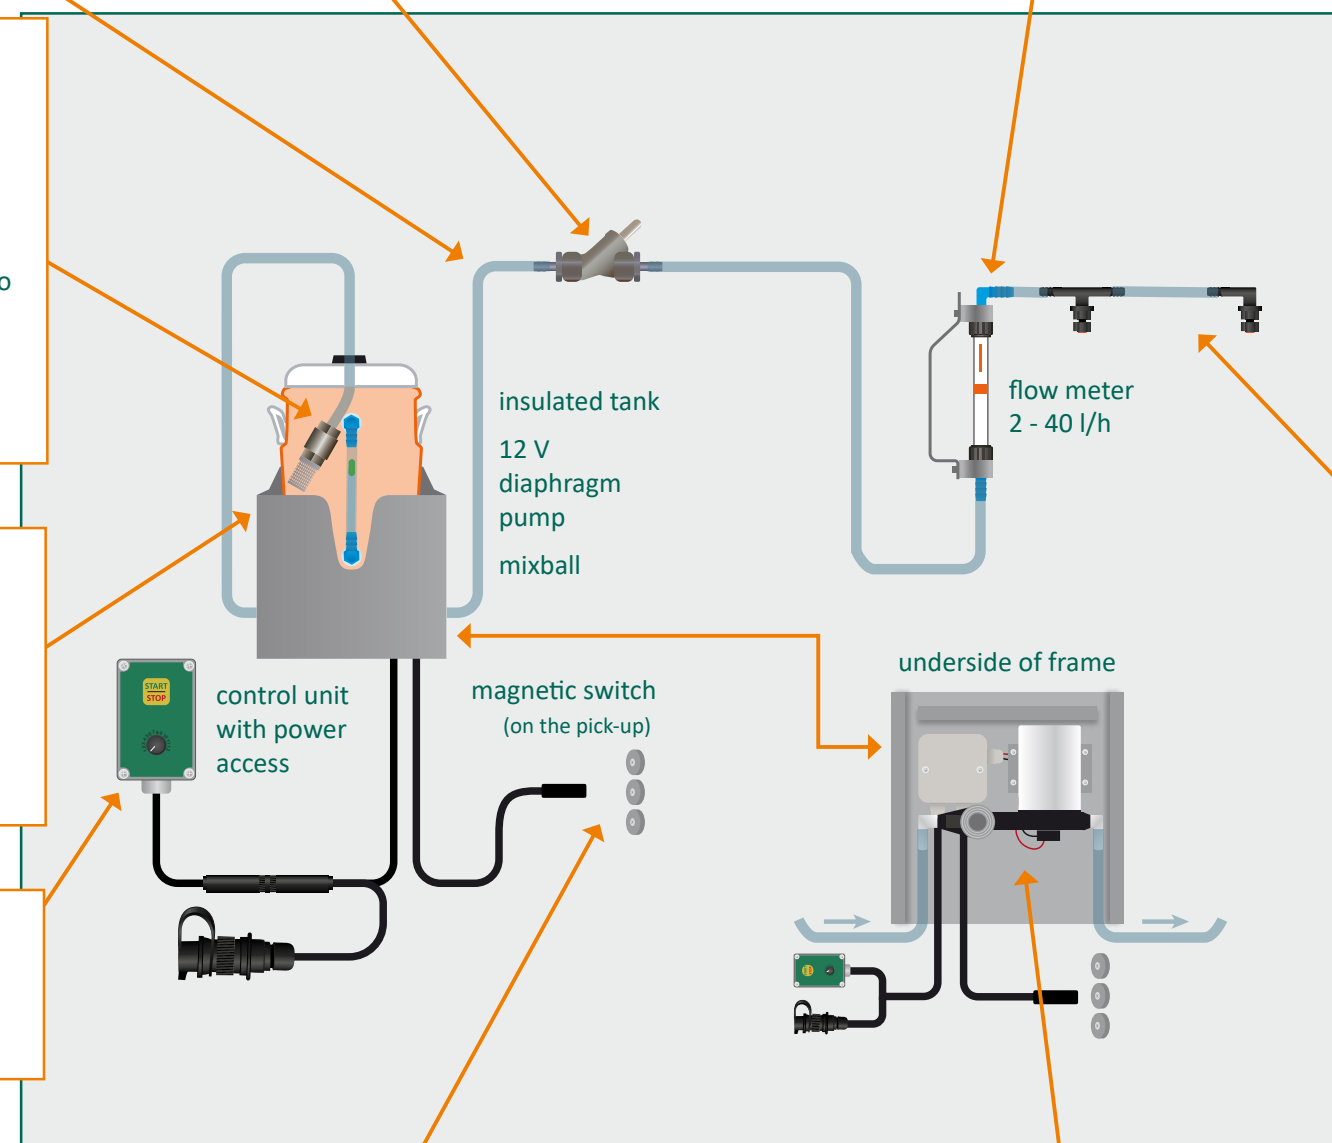 o
insulated tank
12 V
diaphragm
pump
mixball
flow meter
2 - 40 l/h
underside of frame
START
STOP
control unit
with power
access
magnetic switch
(on the pick-up)